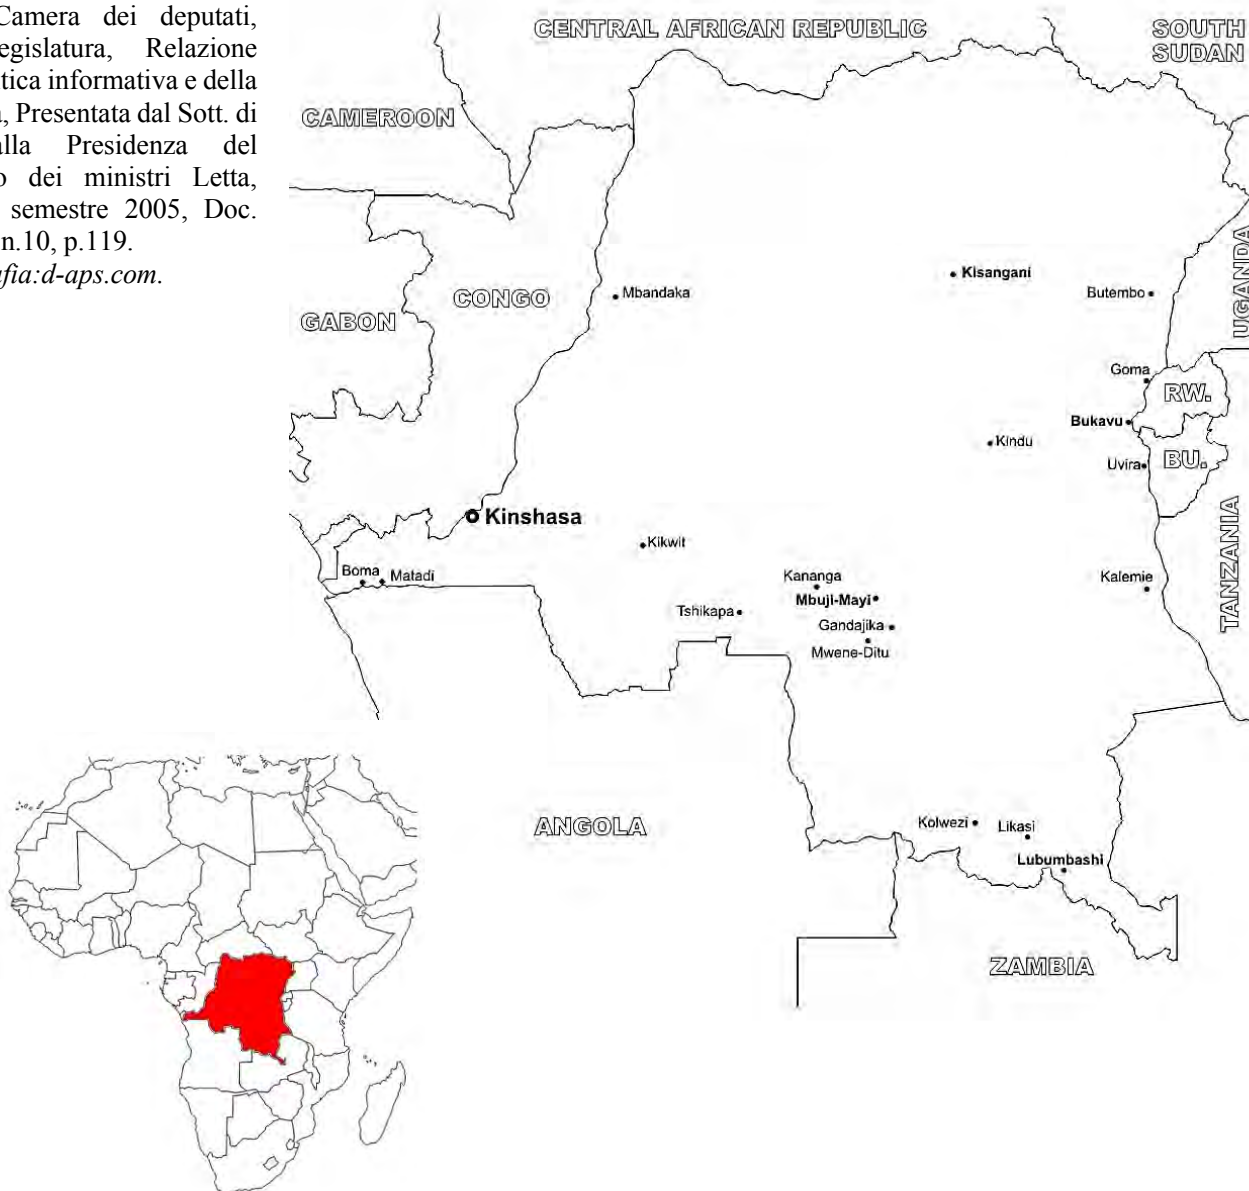 Camera dei deputati,
egislatura, Relazione
tica informativa e della
, Presentata dal Sott. di
alla Presidenza del
o dei ministri Letta,
semestre 2005, Doc.
n.10, p.119.
afia:d-aps.com.
CENTRAL AFRICAN REPUBLIC
SOUTH
SUDAN
CAMEROON
UGANDA
CONGO
GABON
Mbandaka
Kisangani
Butembo
Goma
RW.
Bukavu
Kindu
BU.
Uvira
TANZANIA
Kinshasa
Kikwit
Boma
Matadi
Kananga
Mbuji-Mayi
Kalemie
Tshikapa
Gandajika
Mwene-Ditu
ANGOLA
Kolwezi
Likasi
Lubumbashi
ZAMBIA